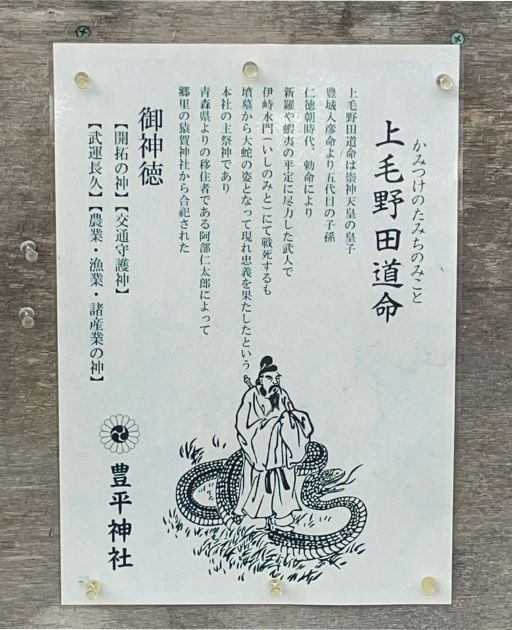 かみつけのたみちのみこと
上毛野田道命
上毛野田道命は崇神天皇の皇子
豊城入彦命より五代目の子孫
仁徳朝時代、勅命により
新羅や蝦夷の平定に尽力した武人で
伊峙水門（いしのみと）にて戦死するも
墳墓から大蛇の姿となって現れ忠義を果たしたという
本社の主祭神であり
青森県よりの移住者である阿部仁太郎によって
郷里の猿賀神社から合祀された
御神徳
【開拓の神】【交通守護神】
【武運長久】【農業・漁業・諸産業の神】
豊平神社